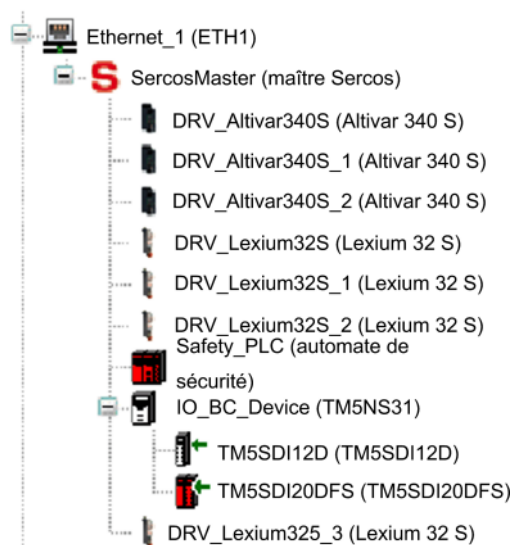 Ethernet_1 (ETH1)
S SercosMaster (maître Sercos)
DRV_Altivar340S (Altivar 340 S)
DRV_Altivar340S_1 (Altivar 340 S)
DRV_Altivar340S_2 (Altivar 340 S)
DRV_Lexium32S (Lexium 32 S)
DRV_Lexium32S_1 (Lexium 32 S)
DRV_Lexium32S_2 (Lexium 32 S)
Safety_PLC (automate de
sécurité)
IO_BC_Device (TM5NS31)
TM5SDI12D (TM5SDI12D)
TM5SDI20DFS (TM5SDI20DFS)
DRV_Lexium325_3 (Lexium 32 S)